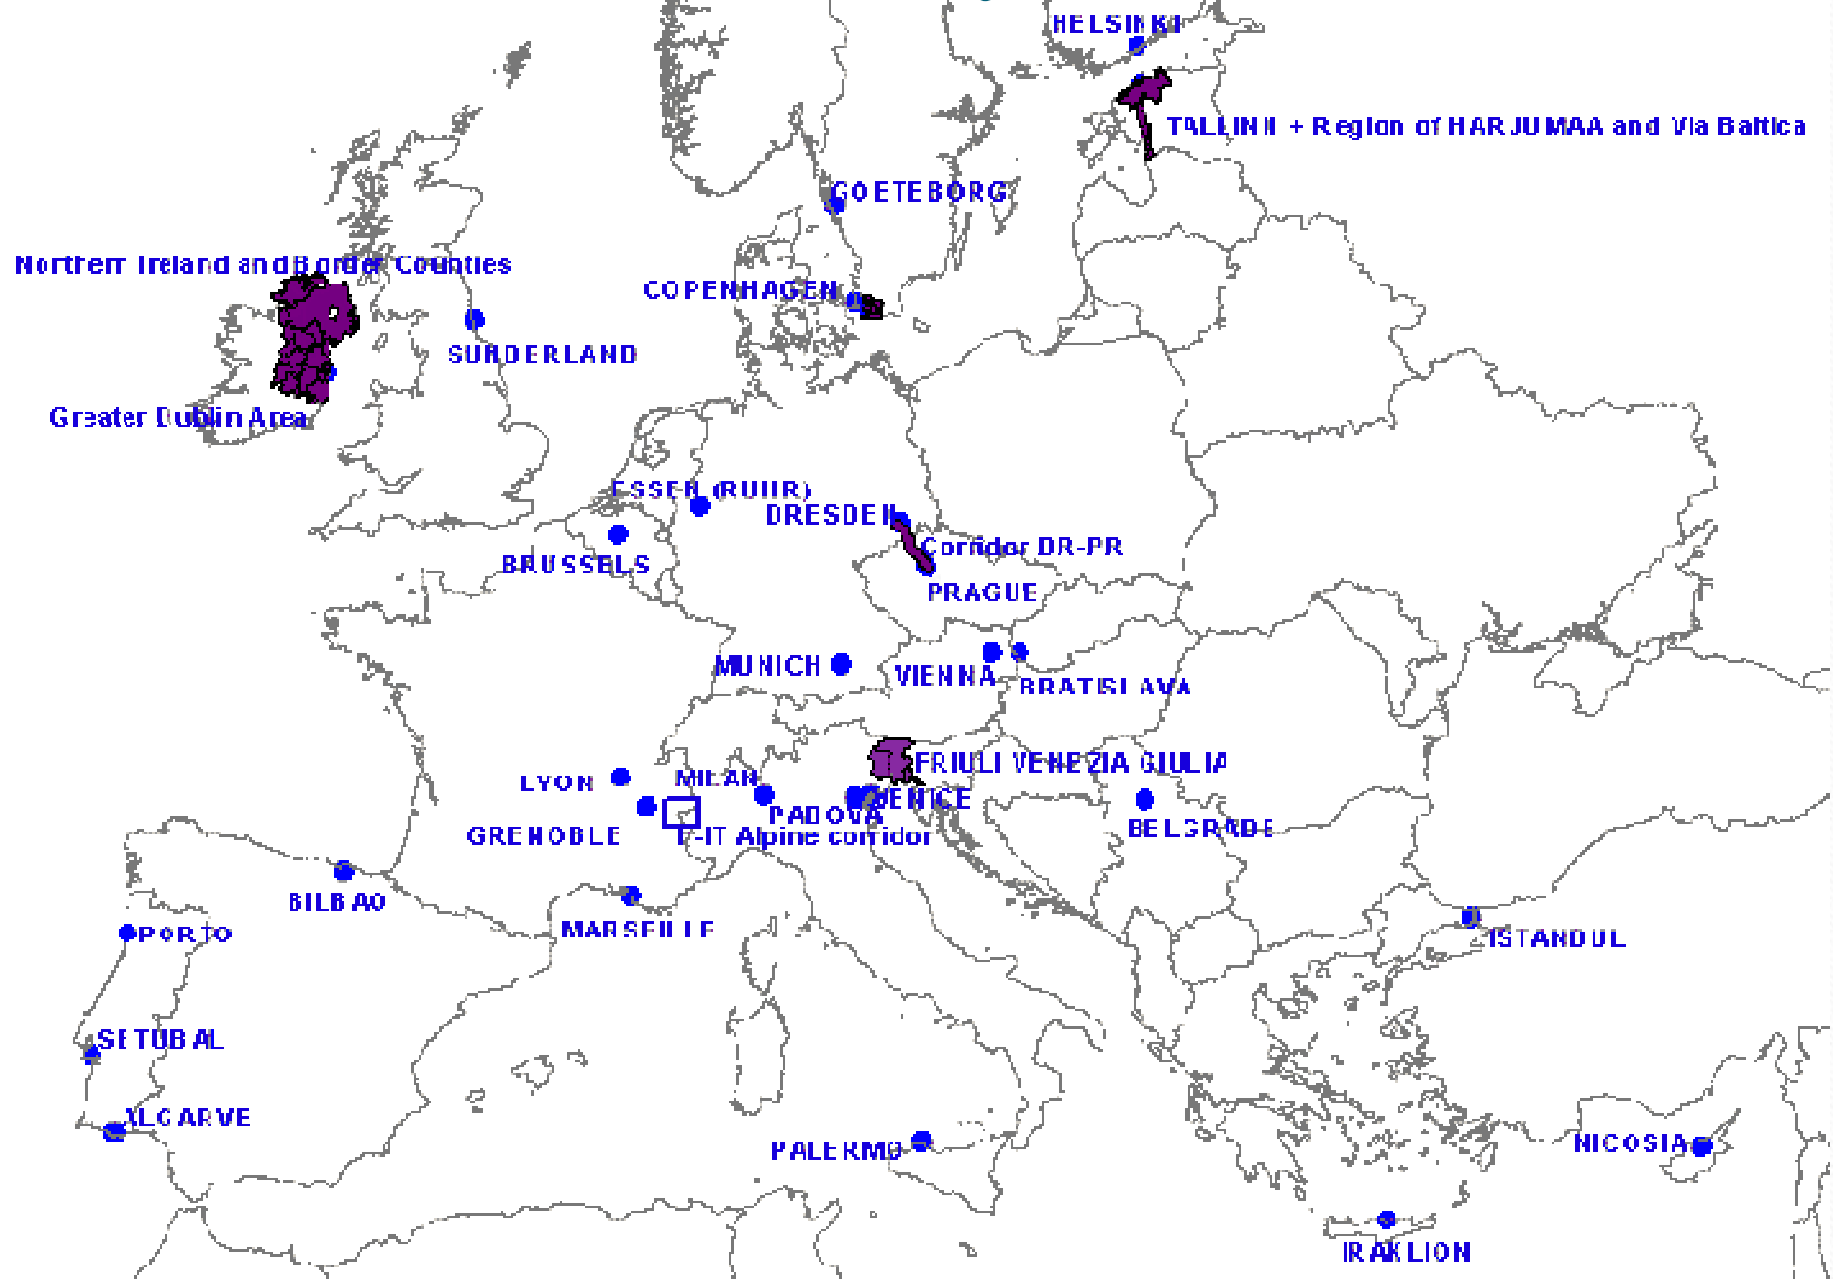 HELSINKI
TALLINN + Region of HARJUMAA and Via Baltica
GOETEBORG
Northern Ireland and Border Counties
COPENHAGEN
SUNDERLAND
Greater Dublin Area
ESSEN (RUHR)
DRESDEN
Corridor DR-PR
BRUSSELS
PRAGUE
MUNICH
VIENNA
BRATISLAVA
FRIULI VENEZIA GIULIA
LYON
MILAN
VENICE
PADOVA
BELGRADE
GRENOBLE
F-IT Alpine corridor
BILBAO
MARSEILLE
PORTO
ISTANBUL
SETUBAL
ALGARVE
PALERMO
NICOSIA
IRAKLION